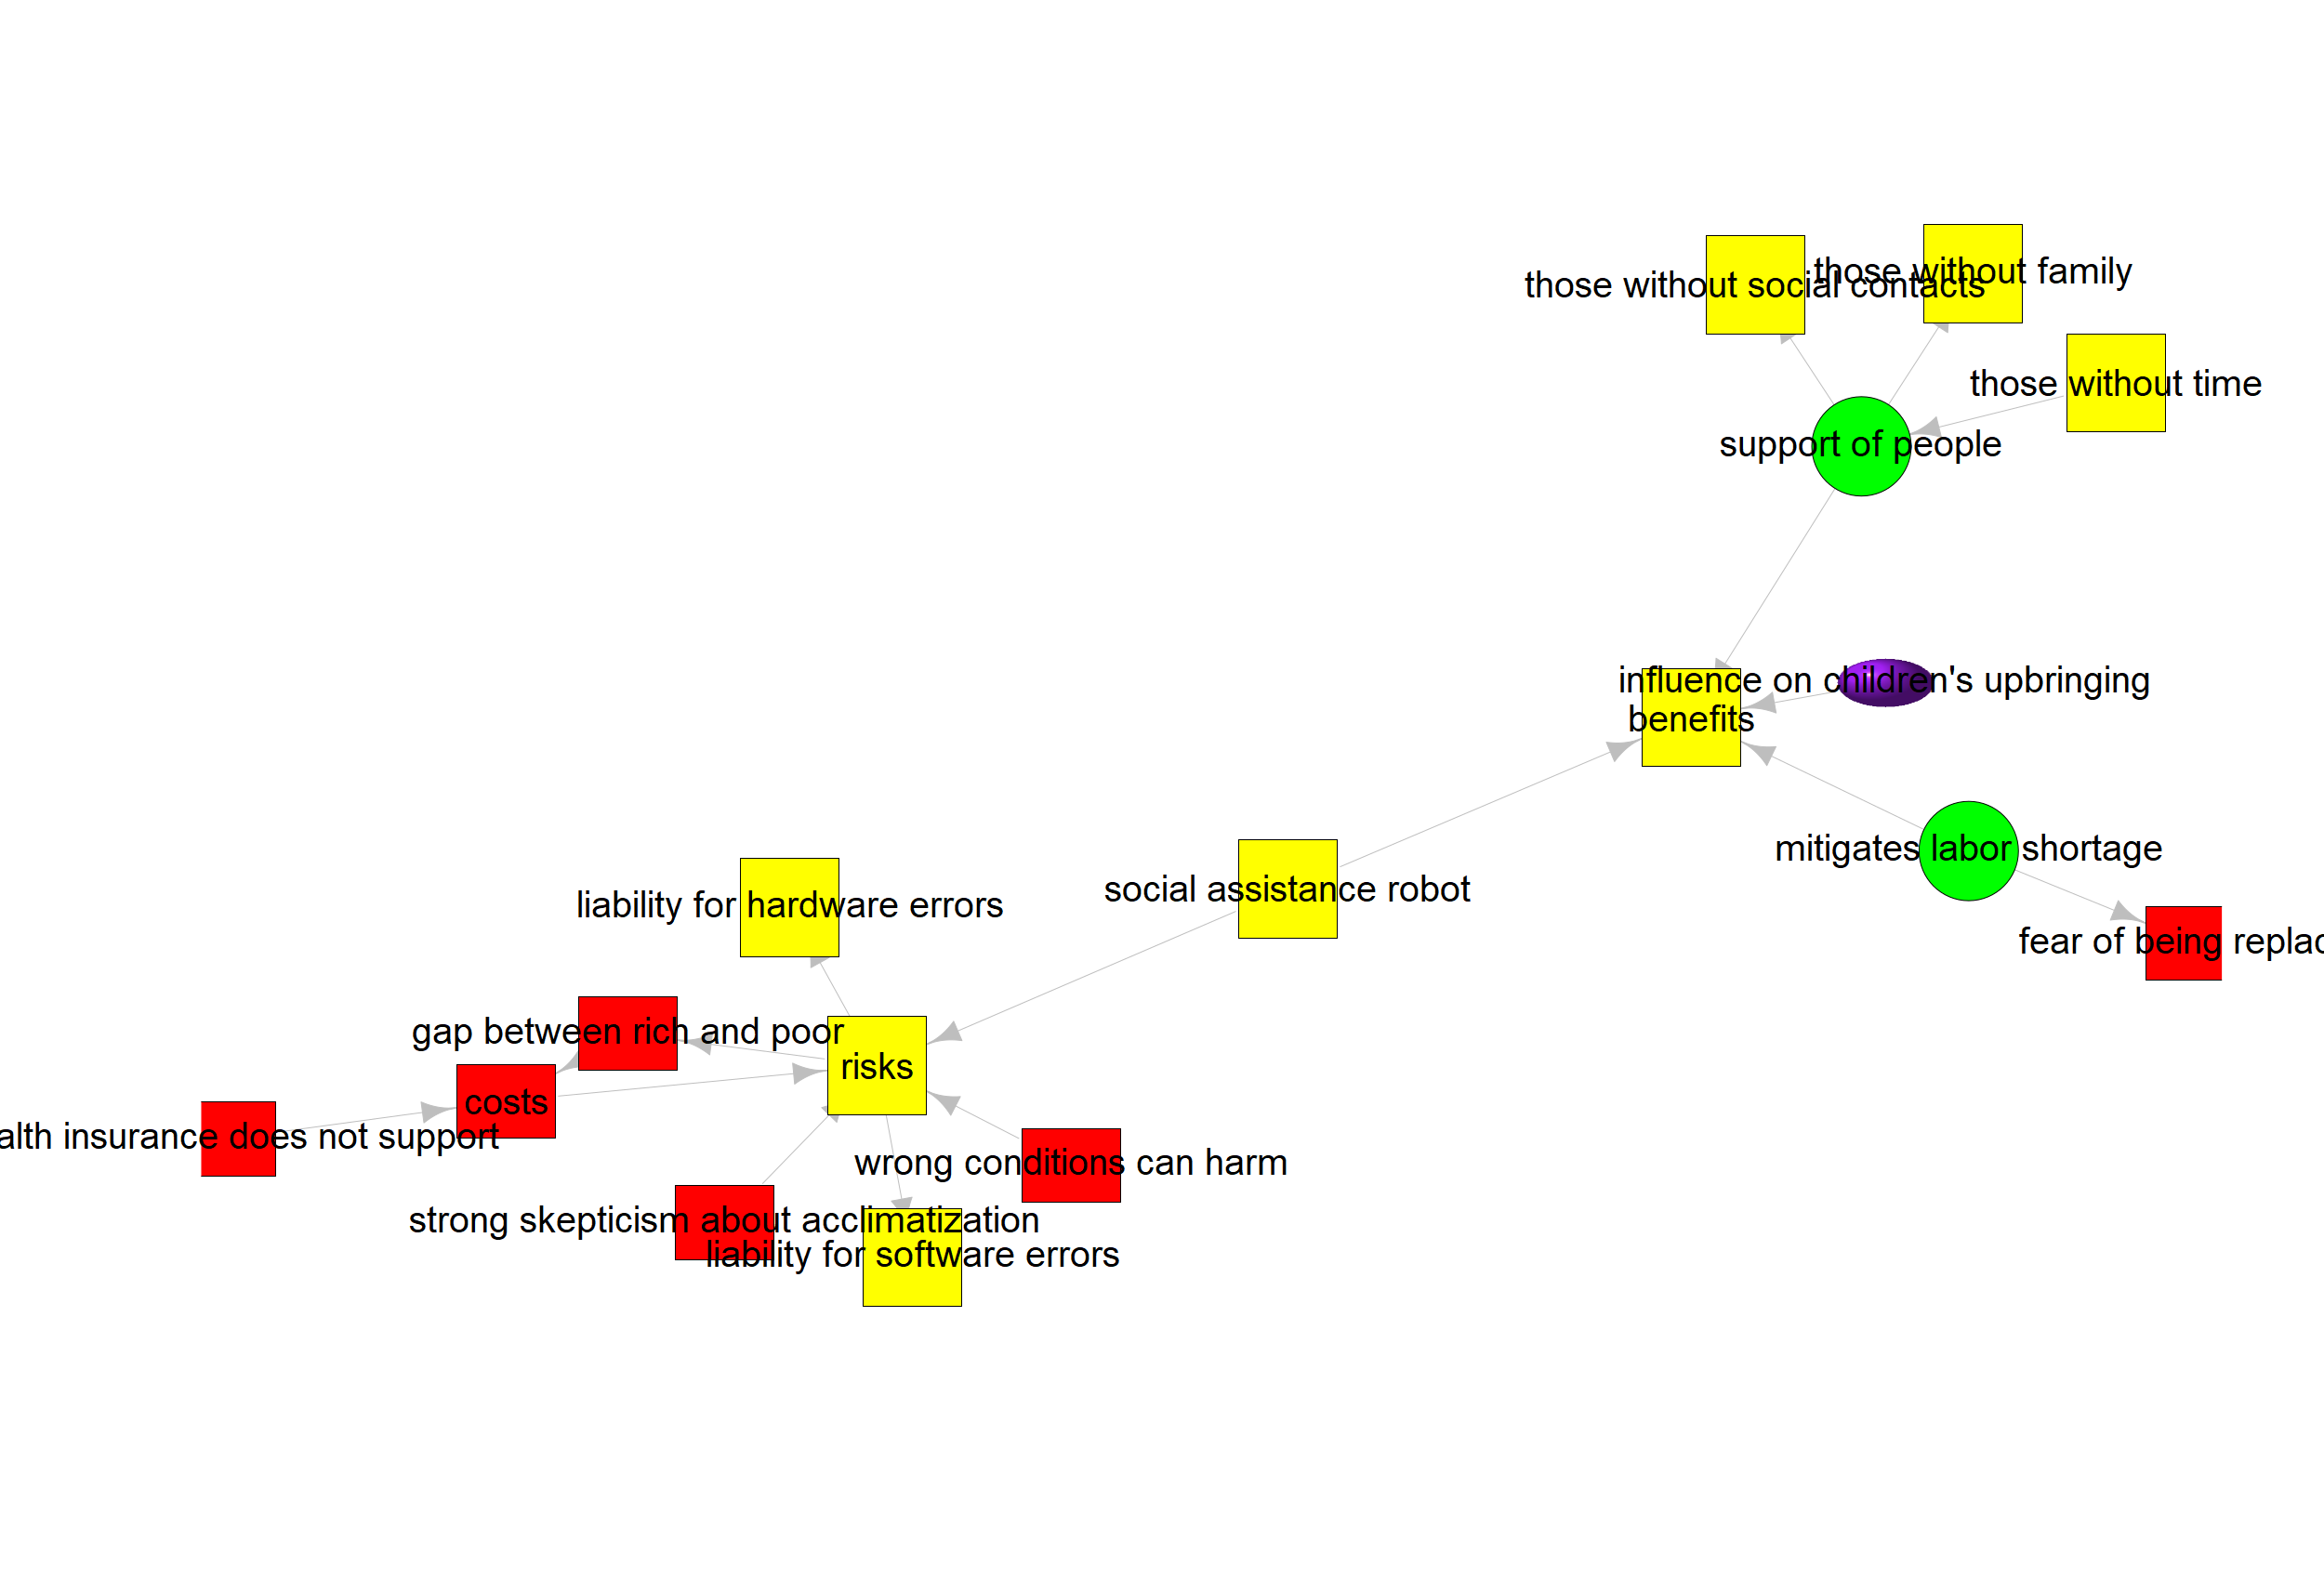 those without family
those without social contacts
those without time
support of people
influence on children's upbringing
benefits
mitigates labor shortage
social assistance robot
liability for hardware errors
fear of being replac
gap between rich and poor
risks
costs
alth insurance does not support
wrong conditions can harm
strong skepticism about acclimatization
liability for software errors